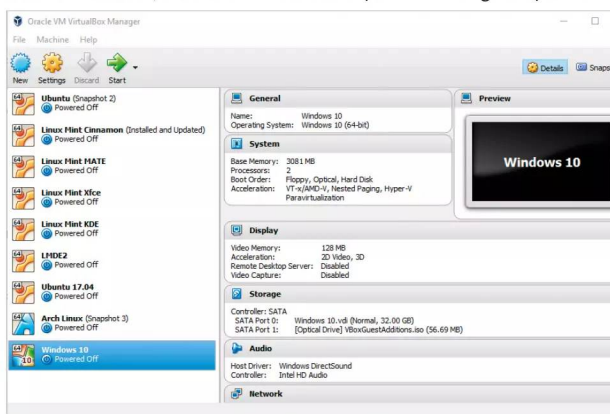 Oracle VM VirtualBox Manager
File Machine Help
New Settings Discard Start
Details Snaps
Ubuntu (Snapshot 2)
Powered Off
Linux Mint Cinnamon (Installed and Updated)
Powered Off
Linux Mint MATE
Powered Off
Linux Mint Xfce
Powered Off
Linux Mint KDE
Powered Off
LMDE2
Powered Off
Ubuntu 17.04
Powered Off
Arch Linux (Snapshot 3)
Powered Off
Windows 10
Powered Off
General
Name: Windows 10
Operating System: Windows 10 (64-bit)
System
Base Memory: 3081 MB
Processors: 2
Boot Order: Floppy, Optical, Hard Disk
Acceleration: VT-x/AMD-V, Nested Paging, Hyper-V
Paravirtualization
Preview
Windows 10
Display
Video Memory: 128 MB
Acceleration: 2D Video, 3D
Remote Desktop Server: Disabled
Video Capture: Disabled
Storage
Controller: SATA
SATA Port 0: Windows 10.vdi (Normal, 32.00 GB)
SATA Port 1: [Optical Drive] VBoxGuestAdditions.iso (56.69 MB)
Audio
Host Driver: Windows DirectSound
Controller: Intel HD Audio
Network